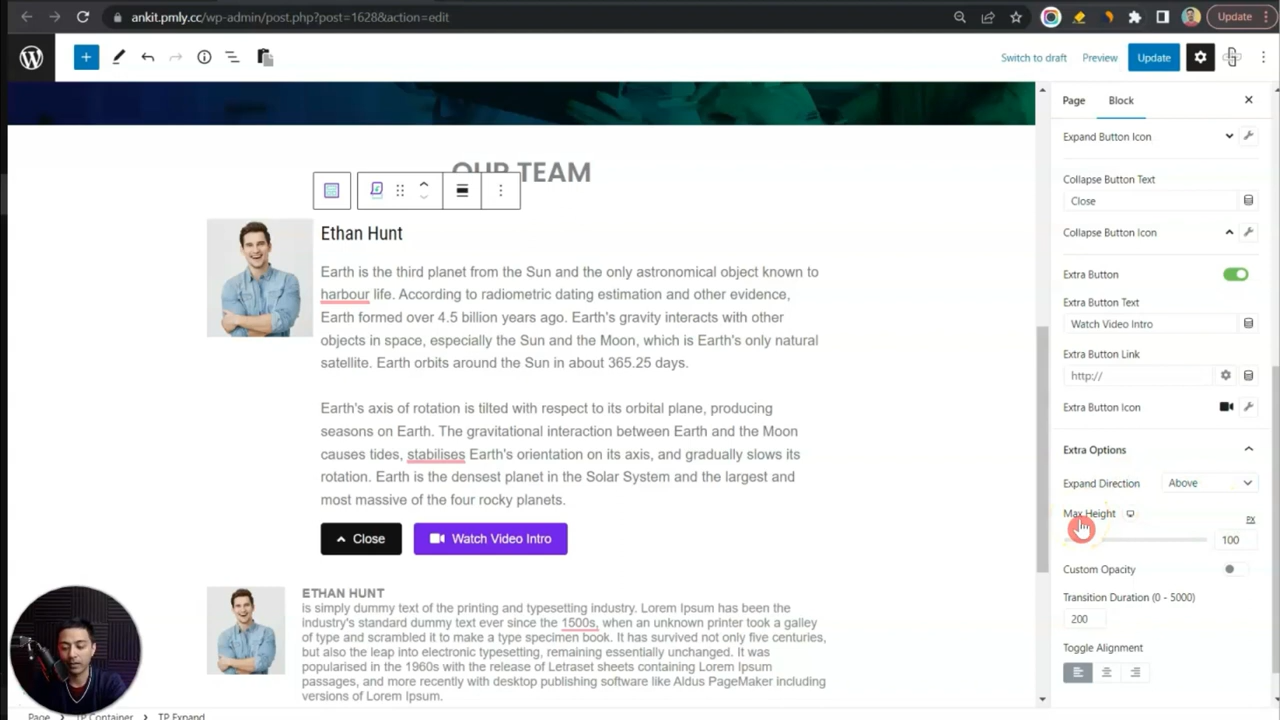 ankit.pmly.cc/wp-admin/post.php?post=1628&action=edit
Update
Switch to draft
Preview
Update
Page
Block
OUR TEAM
Ethan Hunt
Earth is the third planet from the Sun and the only astronomical object known to
harbour life. According to radiometric dating estimation and other evidence,
Earth formed over 4.5 billion years ago. Earth's gravity interacts with other
objects in space, especially the Sun and the Moon, which is Earth's only natural
satellite. Earth orbits around the Sun in about 365.25 days.
Earth's axis of rotation is tilted with respect to its orbital plane, producing
seasons on Earth. The gravitational interaction between Earth and the Moon
causes tides, stabilises Earth's orientation on its axis, and gradually slows its
rotation. Earth is the densest planet in the Solar System and the largest and
most massive of the four rocky planets.
Close
Watch Video Intro
ETHAN HUNT
is simply dummy text of the printing and typesetting industry. Lorem Ipsum has been the
industry's standard dummy text ever since the 1500s, when an unknown printer took a galley
of type and scrambled it to make a type specimen book. It has survived not only five centuries,
but also the leap into electronic typesetting, remaining essentially unchanged. It was
popularised in the 1960s with the release of Letraset sheets containing Lorem Ipsum
passages, and more recently with desktop publishing software like Aldus PageMaker including
versions of Lorem Ipsum.
Expand Button Icon
Collapse Button Text
Close
Collapse Button Icon
Extra Button
Extra Button Text
Watch Video Intro
Extra Button Link
http://
Extra Button Icon
Extra Options
Expand Direction
Above
Max Height
PX
100
Custom Opacity
Transition Duration (0 - 5000)
200
Toggle Alignment
Page
TP Container
TP Expand